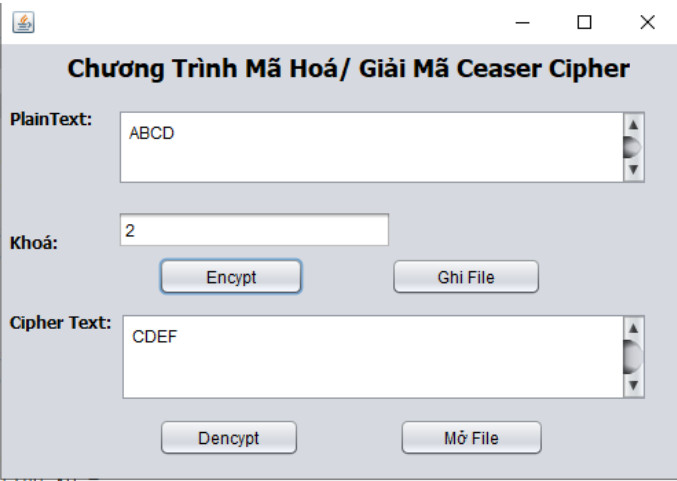 Chương Trình Mã Hoá/ Giải Mã Ceaser Cipher
PlainText:
ABCD
Khoá:
2
Encypt
Ghi File
Cipher Text:
CDEF
Dencypt
Mở File